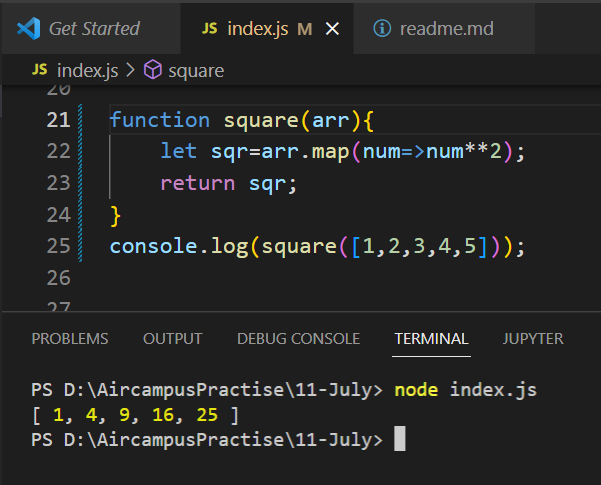 Get Started JS index.js M readme.md
JS index.js > square
20
21 function square(arr){
22 let sqr=arr.map(num=>num**2);
23 return sqr;
24 }
25 console.log(square([1,2,3,4,5]));
26
27
PROBLEMS OUTPUT DEBUG CONSOLE TERMINAL JUPYTER
PS D:\AircampusPractise\11-July> node index.js
[ 1, 4, 9, 16, 25 ]
PS D:\AircampusPractise\11-July>